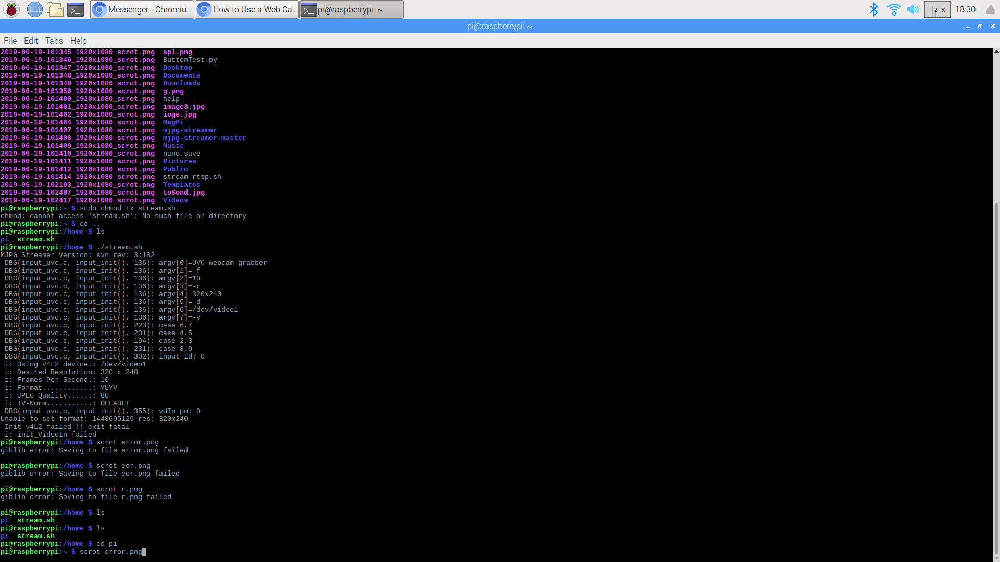 Messenger - Chromiu...
How to Use a Web Ca...
pi@raspberrypi: ~
2 %
18:30
pi@raspberrypi: ~
File Edit Tabs Help
2019-06-19-101345_1920x1080_scrot.png  apl.png
2019-06-19-101346_1920x1080_scrot.png  ButtonTest.py
2019-06-19-101347_1920x1080_scrot.png  Desktop
2019-06-19-101348_1920x1080_scrot.png  Documents
2019-06-19-101349_1920x1080_scrot.png  Downloads
2019-06-19-101350_1920x1080_scrot.png  g.png
2019-06-19-101400_1920x1080_scrot.png  help
2019-06-19-101401_1920x1080_scrot.png  image3.jpg
2019-06-19-101402_1920x1080_scrot.png  ioge.jpg
2019-06-19-101404_1920x1080_scrot.png  MagPi
2019-06-19-101407_1920x1080_scrot.png  mjpg-streamer
2019-06-19-101408_1920x1080_scrot.png  mjpg-streamer-master
2019-06-19-101409_1920x1080_scrot.png  Music
2019-06-19-101410_1920x1080_scrot.png  nano.save
2019-06-19-101411_1920x1080_scrot.png  Pictures
2019-06-19-101412_1920x1080_scrot.png  Public
2019-06-19-101414_1920x1080_scrot.png  stream-rtsp.sh
2019-06-19-102103_1920x1080_scrot.png  Templates
2019-06-19-102407_1920x1080_scrot.png  toSend.jpg
2019-06-19-102417_1920x1080_scrot.png  Videos
pi@raspberrypi:~ $ sudo chmod +x stream.sh
chmod: cannot access 'stream.sh': No such file or directory
pi@raspberrypi:~ $ cd ..
pi@raspberrypi:/home $ ls
pi  stream.sh
pi@raspberrypi:/home $ ./stream.sh
MJPG Streamer Version: svn rev: 3:182
DBG(input_uvc.c, input_init(), 136): argv[0]=UVC webcam grabber
DBG(input_uvc.c, input_init(), 136): argv[1]=-f
DBG(input_uvc.c, input_init(), 136): argv[2]=10
DBG(input_uvc.c, input_init(), 136): argv[3]=-r
DBG(input_uvc.c, input_init(), 136): argv[4]=320x240
DBG(input_uvc.c, input_init(), 136): argv[5]=-d
DBG(input_uvc.c, input_init(), 136): argv[6]=/dev/video1
DBG(input_uvc.c, input_init(), 136): argv[7]=-y
DBG(input_uvc.c, input_init(), 223): case 6,7
DBG(input_uvc.c, input_init(), 201): case 4,5
DBG(input_uvc.c, input_init(), 194): case 2,3
DBG(input_uvc.c, input_init(), 231): case 8,9
DBG(input_uvc.c, input_init(), 302): input id: 0
i: Using V4L2 device.: /dev/video1
i: Desired Resolution: 320 x 240
i: Frames Per Second.: 10
i: Format............: YUYV
i: JPEG Quality......: 80
i: TV-Norm...........: DEFAULT
DBG(input_uvc.c, input_init(), 355): vdIn pn: 0
Unable to set format: 1448695129 res: 320x240
Init v4L2 failed !! exit fatal
i: init_VideoIn failed
pi@raspberrypi:/home $ scrot error.png
giblib error: Saving to file error.png failed
pi@raspberrypi:/home $ scrot eor.png
giblib error: Saving to file eor.png failed
pi@raspberrypi:/home $ scrot r.png
giblib error: Saving to file r.png failed
pi@raspberrypi:/home $ ls
pi  stream.sh
pi@raspberrypi:/home $ ls
pi  stream.sh
pi@raspberrypi:/home $ cd pi
pi@raspberrypi:~ $ scrot error.png